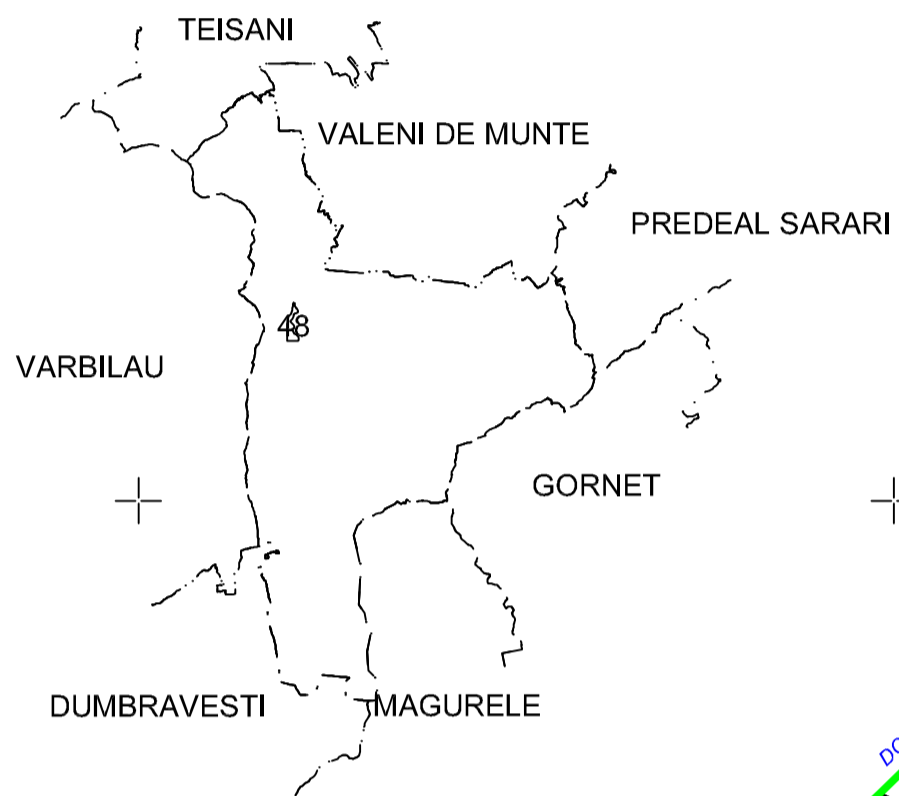 TEISANI
VALENI DE MUNTE
PREDEAL SARARI
48
VARBILAU
GORNET
DUMBRAVESTI
MAGURELE